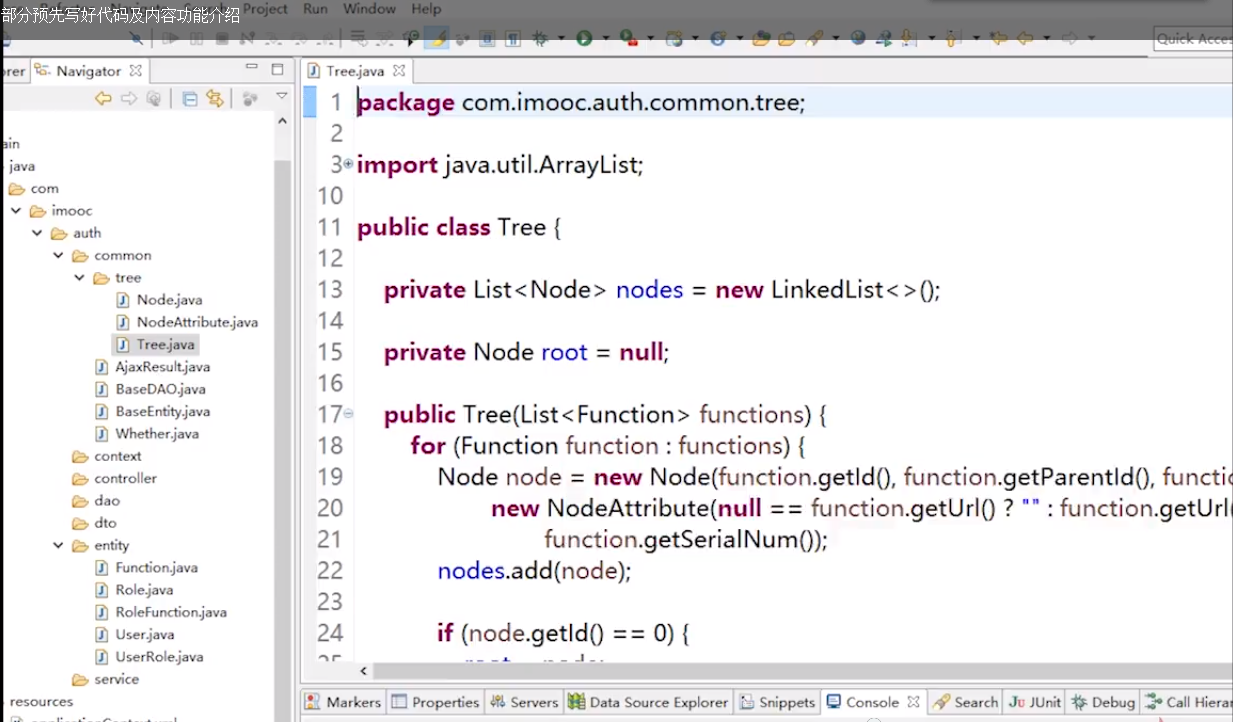 部分预先写好代码及内容功能介绍
Project Run Window Help
Quick Acces
orer Navigator
Tree.java
ain
java
com
imooc
auth
common
tree
Node.java
NodeAttribute.java
Tree.java
AjaxResult.java
BaseDAO.java
BaseEntity.java
Whether.java
context
controller
dao
dto
entity
Function.java
Role.java
RoleFunction.java
User.java
UserRole.java
service
resources
1 package com.imooc.auth.common.tree;
2
3 import java.util.ArrayList;
10
11 public class Tree {
12
13 private List<Node> nodes = new LinkedList<>();
14
15 private Node root = null;
16
17 public Tree(List<Function> functions) {
18 for (Function function : functions) {
19 Node node = new Node(function.getId(), function.getParentId(), functio
20 new NodeAttribute(null == function.getUrl() ? "" : function.getUrl(
21 function.getSerialNum());
22 nodes.add(node);
23
24 if (node.getId() == 0) {
Markers Properties Servers Data Source Explorer Snippets Console Search JUnit Debug Call Hierar